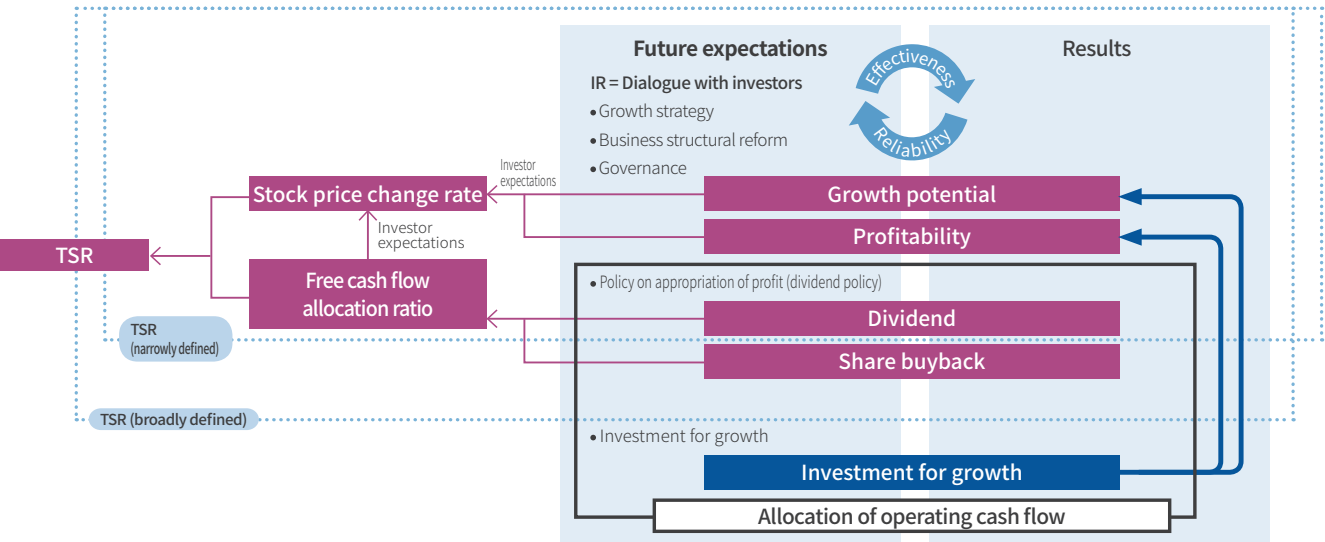 Future expectations
Results
IR = Dialogue with investors
• Growth strategy
• Business structural reform
• Governance
Effectiveness
Reliability
Investor
expectations
Stock price change rate
Growth potential
Investor
expectations
Profitability
TSR
Free cash flow
allocation ratio
• Policy on appropriation of profit (dividend policy)
Dividend
TSR
(narrowly defined)
Share buyback
TSR (broadly defined)
• Investment for growth
Investment for growth
Allocation of operating cash flow